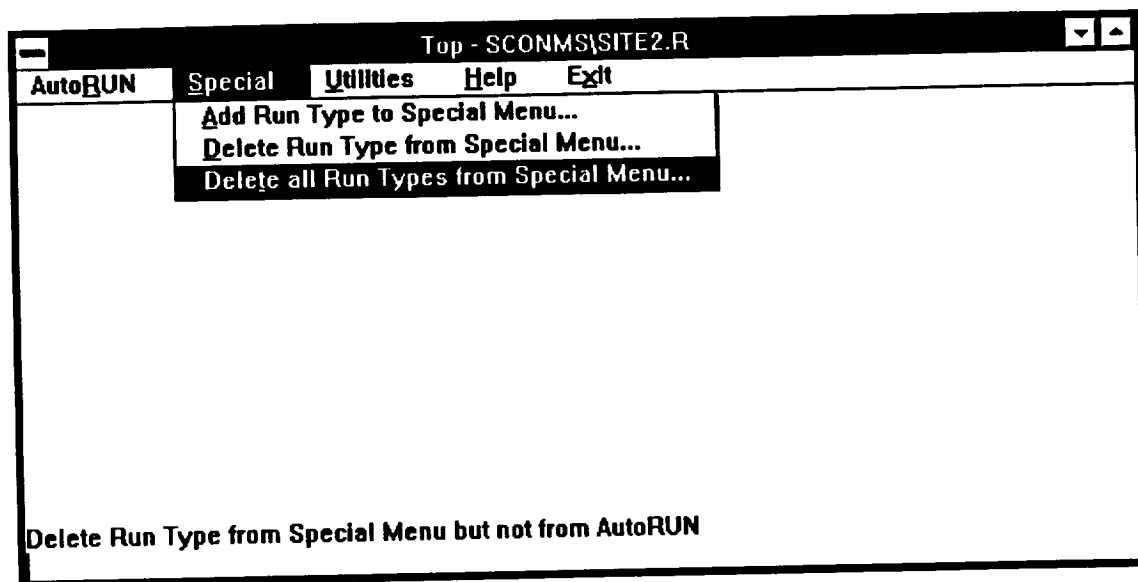 Top - SCONMS\SITE2.R
AutoRUN Special Utilities Help Exit
Add Run Type to Special Menu...
Delete Run Type from Special Menu...
Delete all Run Types from Special Menu...
Delete Run Type from Special Menu but not from AutoRUN